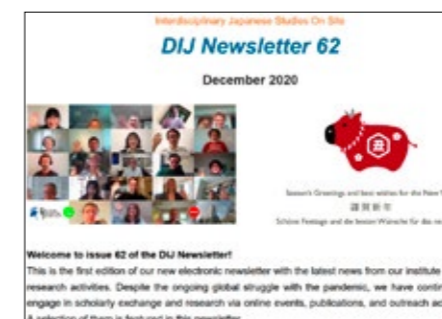 Interdisciplinary Japanese Studies On Site
DIJ Newsletter 62
December 2020
丑
Season's Greetings and best wishes for the New Y
謹賀新年
Schöne Festtage und die besten Wünsche für das ne
Welcome to issue 62 of the DIJ Newsletter!
This is the first edition of our new electronic newsletter with the latest news from our institute
research activities. Despite the ongoing global struggle with the pandemic, we have contin
engage in scholarly exchange and research via online events, publications, and outreach ac
A selection of them is featured in this newsletter.